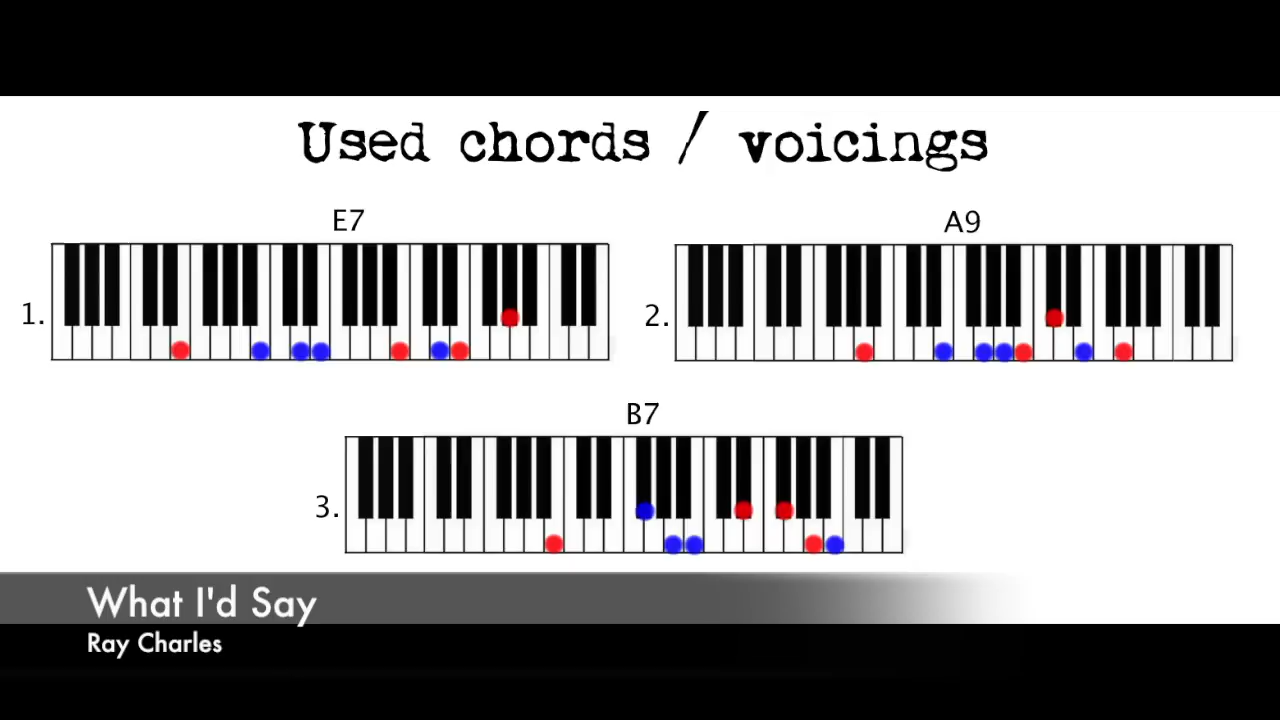 Used chords / voicings
E7
A9
1.
2.
B7
3.
What I'd Say
Ray Charles